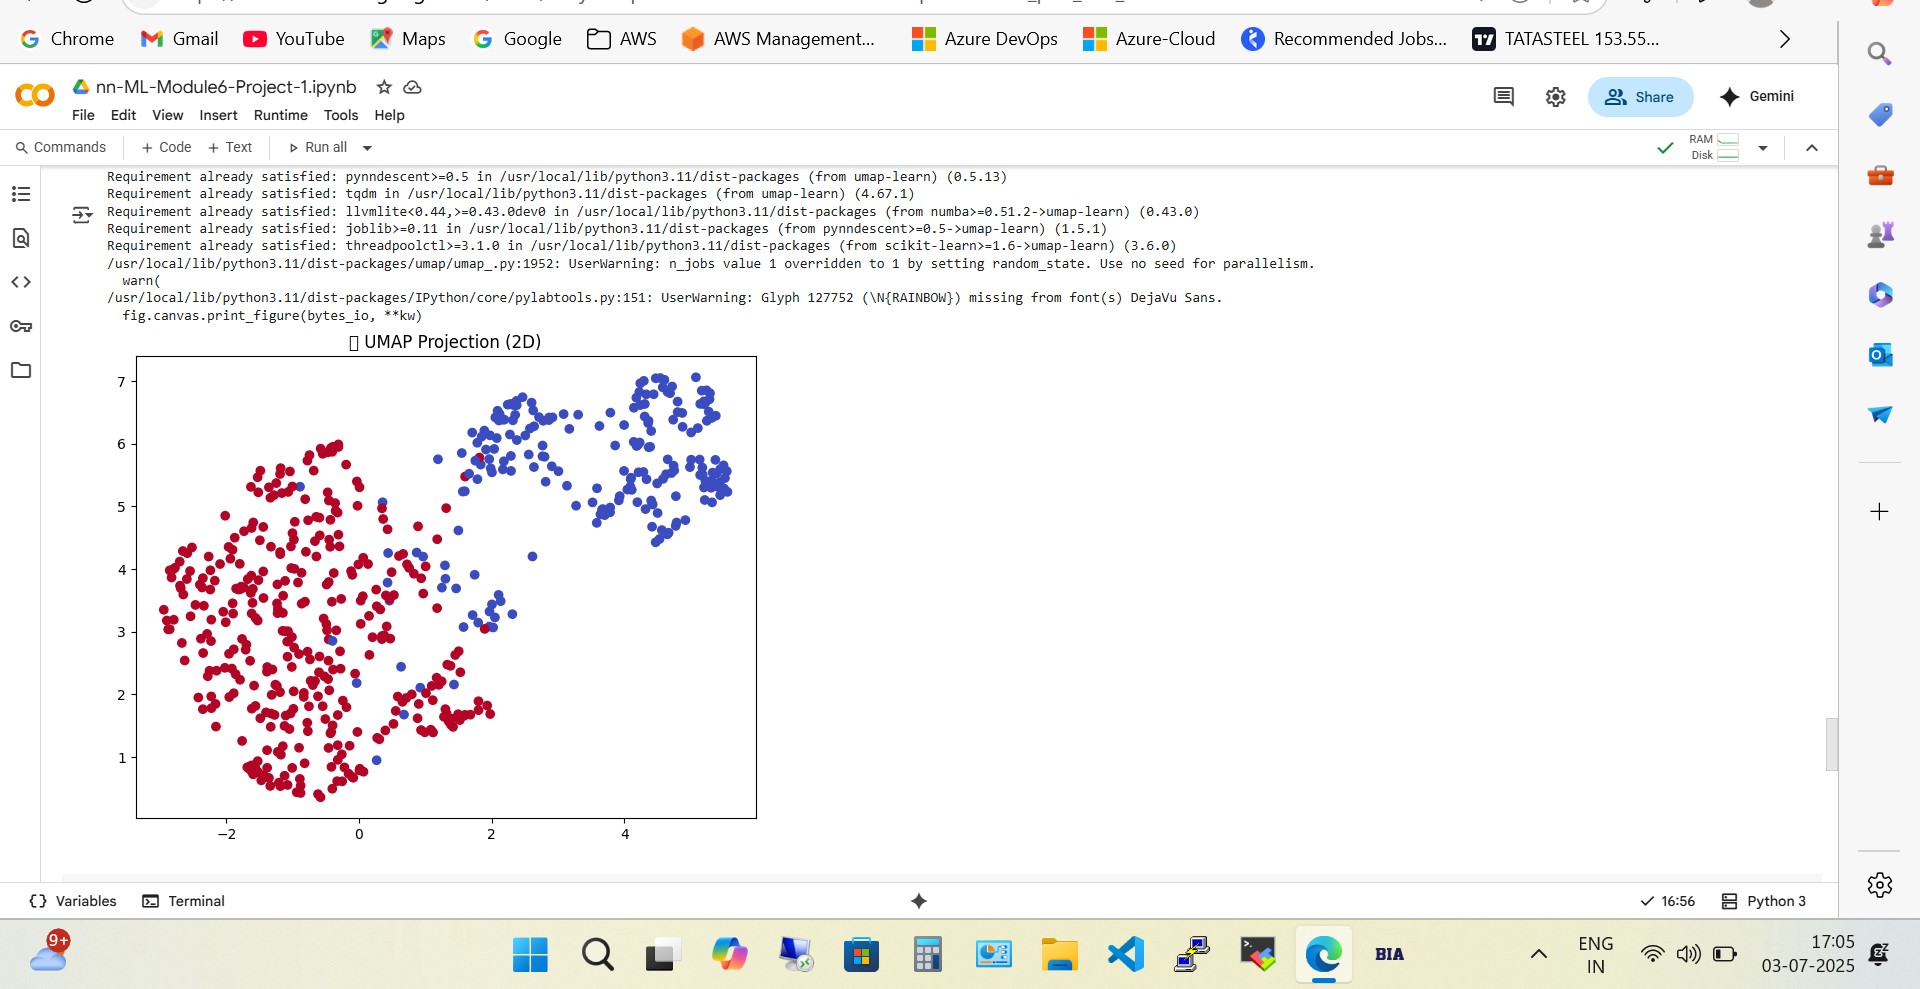 Chrome Gmail YouTube Maps Google AWS AWS Management... Azure DevOps Azure-Cloud Recommended Jobs... TATASTEEL 153.55...
nn-ML-Module6-Project-1.ipynb
File Edit View Insert Runtime Tools Help
Share
Gemini
Commands + Code + Text Run all
RAM
Disk
Requirement already satisfied: pynndescent>=0.5 in /usr/local/lib/python3.11/dist-packages (from umap-learn) (0.5.13)
Requirement already satisfied: tqdm in /usr/local/lib/python3.11/dist-packages (from umap-learn) (4.67.1)
Requirement already satisfied: llvmlite<0.44,>=0.43.0dev0 in /usr/local/lib/python3.11/dist-packages (from numba>=0.51.2->umap-learn) (0.43.0)
Requirement already satisfied: joblib>=0.11 in /usr/local/lib/python3.11/dist-packages (from pynndescent>=0.5->umap-learn) (1.5.1)
Requirement already satisfied: threadpoolctl>=3.1.0 in /usr/local/lib/python3.11/dist-packages (from scikit-learn>=1.6->umap-learn) (3.6.0)
/usr/local/lib/python3.11/dist-packages/umap/umap_.py:1952: UserWarning: n_jobs value 1 overridden to 1 by setting random_state. Use no seed for parallelism.
warn(
/usr/local/lib/python3.11/dist-packages/IPython/core/pylabtools.py:151: UserWarning: Glyph 127752 (\N{RAINBOW}) missing from font(s) DejaVu Sans.
fig.canvas.print_figure(bytes_io, **kw)
UMAP Projection (2D)
7
6
5
4
3
2
1
−2 0 2 4
Variables Terminal
16:56 Python 3
9+
BIA
ENG
IN
17:05
03-07-2025